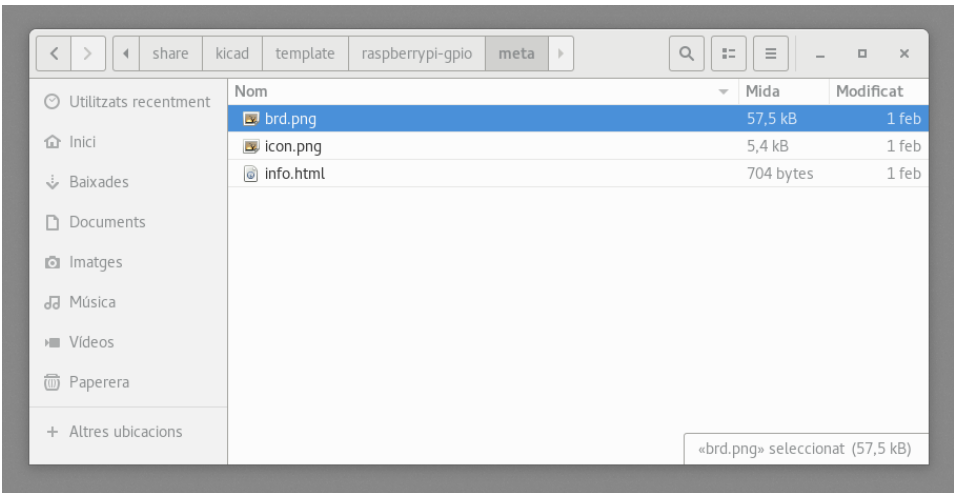 share kicad template raspberrypi-gpio meta
Utilitzats recentment
Inici
Baixades
Documents
Imatges
Música
Vídeos
Paperera
+ Altres ubicacions
Nom Mida Modificat
brd.png 57,5 kB 1 feb
icon.png 5,4 kB 1 feb
info.html 704 bytes 1 feb
«brd.png» seleccionat (57,5 kB)